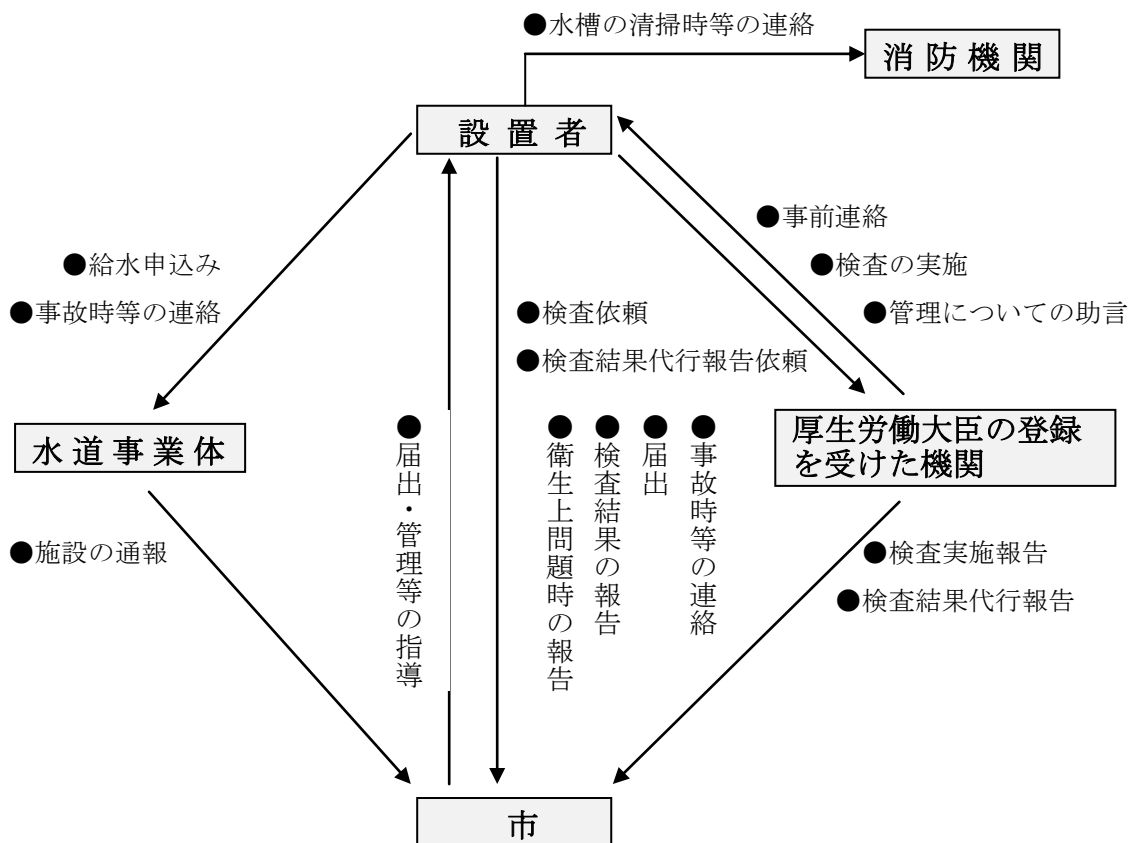 ●水槽の清掃時等の連絡
消防機関
設置者
●事前連絡
●給水申込み
●検査の実施
●事故時等の連絡
●検査依頼
●管理についての助言
●検査結果代行報告依頼
水道事業体
厚生労働大臣の登録
を受けた機関
●届出・管理等の指導
●衛生上問題時の報告
●検査結果の報告
●届出
●事故時等の連絡
●施設の通報
●検査実施報告
●検査結果代行報告
市